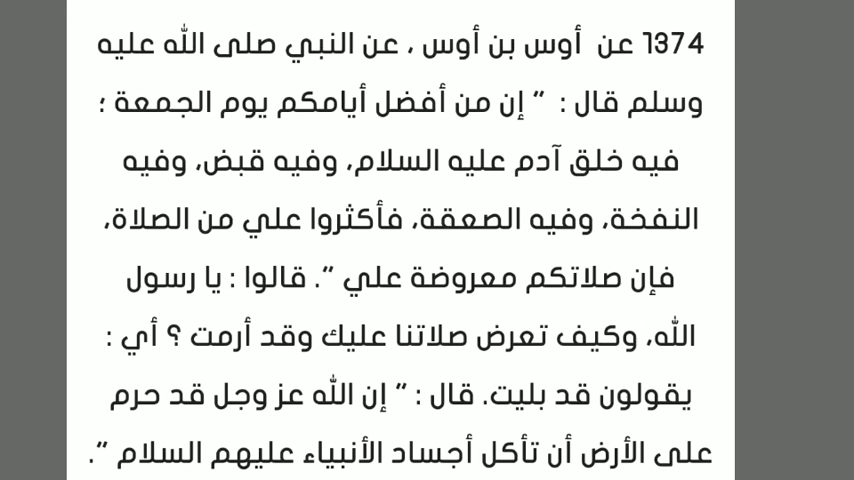 1374 عن أوس بن أوس ، عن النبي صلى الله عليه
وسلم قال : " إن من أفضل أيامكم يوم الجمعة ؛
فيه خلق آدم عليه السلام، وفيه قبض، وفيه
النفخة، وفيه الصعقة، فأكثروا علي من الصلاة،
فإن صلاتكم معروضة علي ". قالوا : يا رسول
الله، وكيف تعرض صلاتنا عليك وقد أرمت ؟ أي :
يقولون قد بليت. قال : " إن الله عز وجل قد حرم
على الأرض أن تأكل أجساد الأنبياء عليهم السلام ".